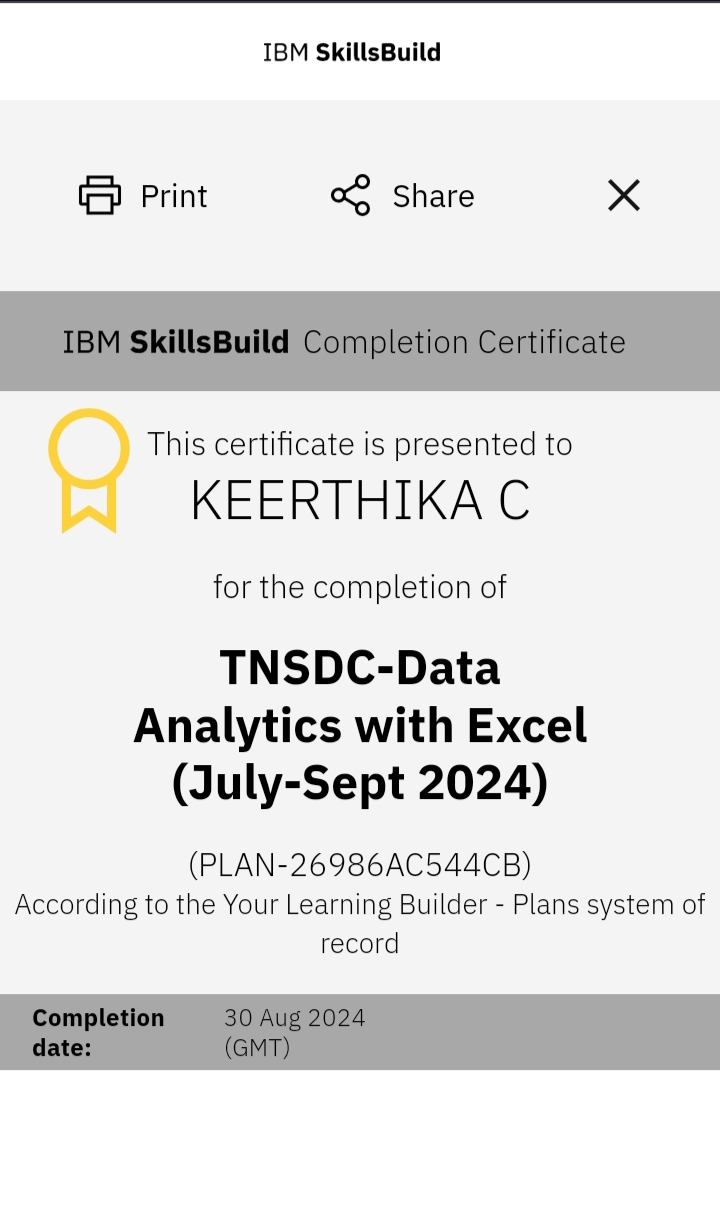 IBM SkillsBuild
Print
Share
IBM SkillsBuild Completion Certificate
This certificate is presented to
KEERTHIKA C
for the completion of
TNSDC-Data
Analytics with Excel
(July-Sept 2024)
(PLAN-26986AC544CB)
According to the Your Learning Builder - Plans system of
record
Completion
date:
30 Aug 2024
(GMT)